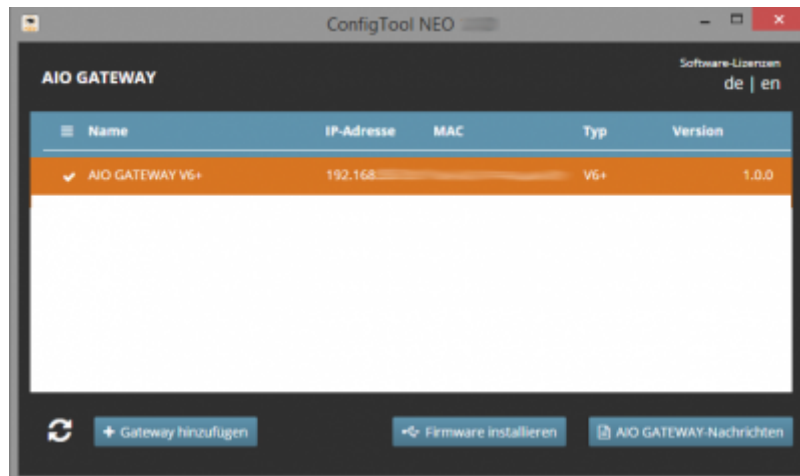 ConfigTool NEO
AIO GATEWAY
Software-Lizenzen
de | en
Name IP-Adresse MAC Typ Version
AIO GATEWAY V6+ 192.168 V6+ 1.0.0
+ Gateway hinzufügen
Firmware installieren
AIO GATEWAY-Nachrichten